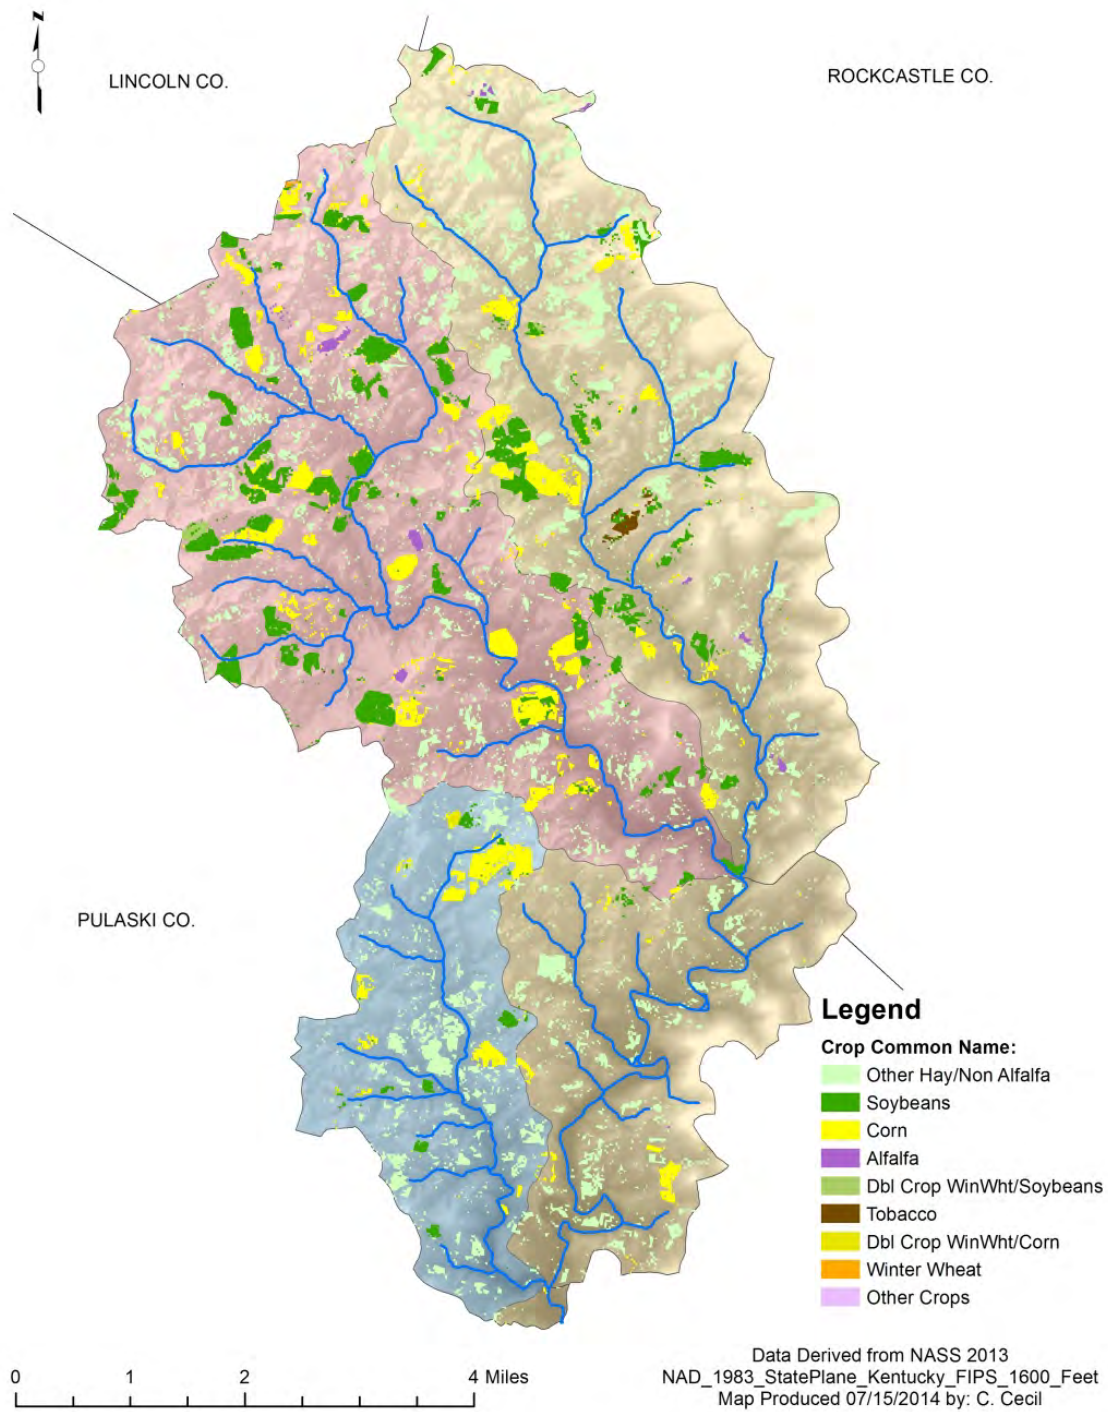 N
LINCOLN CO.
ROCKCASTLE CO.
PULASKI CO.
Legend
Crop Common Name:
Other Hay/Non Alfalfa
Soybeans
Corn
Alfalfa
Dbl Crop WinWht/Soybeans
Tobacco
Dbl Crop WinWht/Corn
Winter Wheat
Other Crops
0 1 2 4 Miles
Data Derived from NASS 2013
NAD_1983_StatePlane_Kentucky_FIPS_1600_Feet
Map Produced 07/15/2014 by: C. Cecil